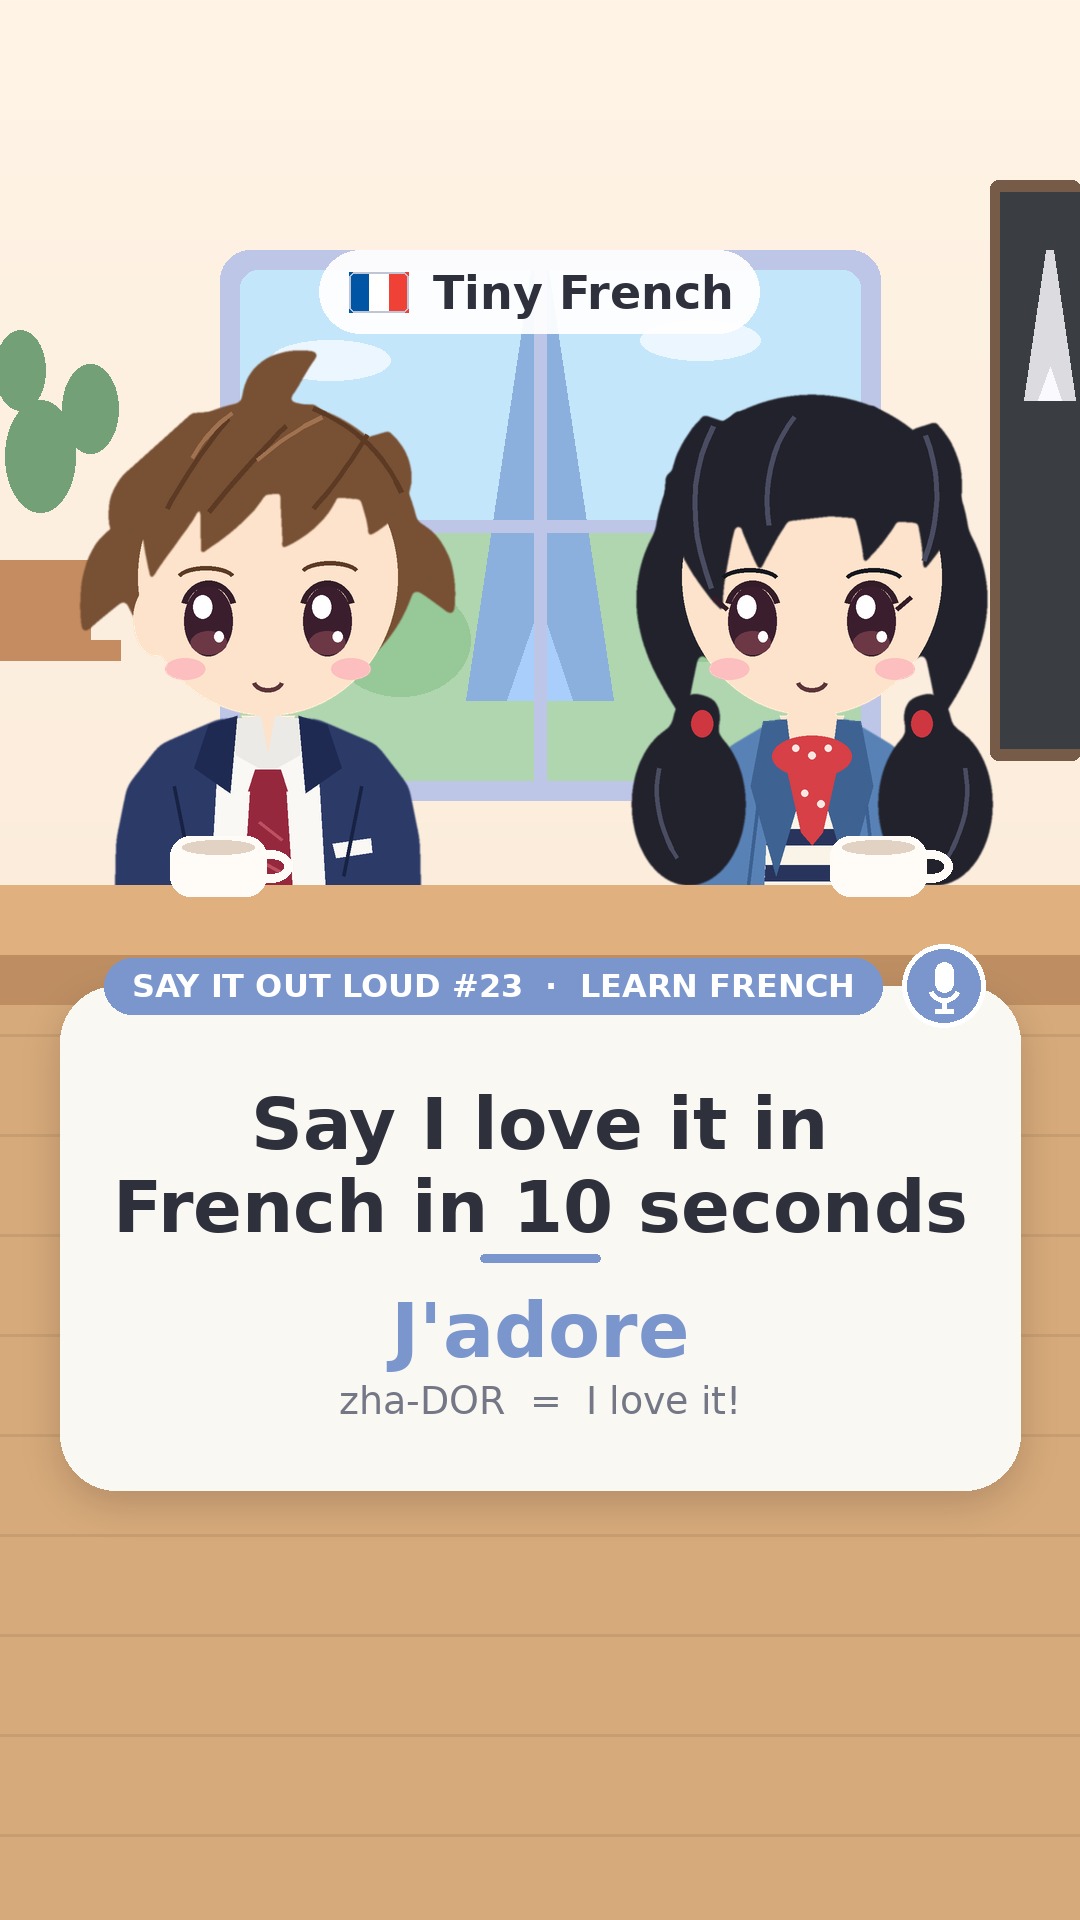 Tiny French
SAY IT OUT LOUD #23 · LEARN FRENCH
Say I love it in
French in 10 seconds
J'adore
zha-DOR = I love it!